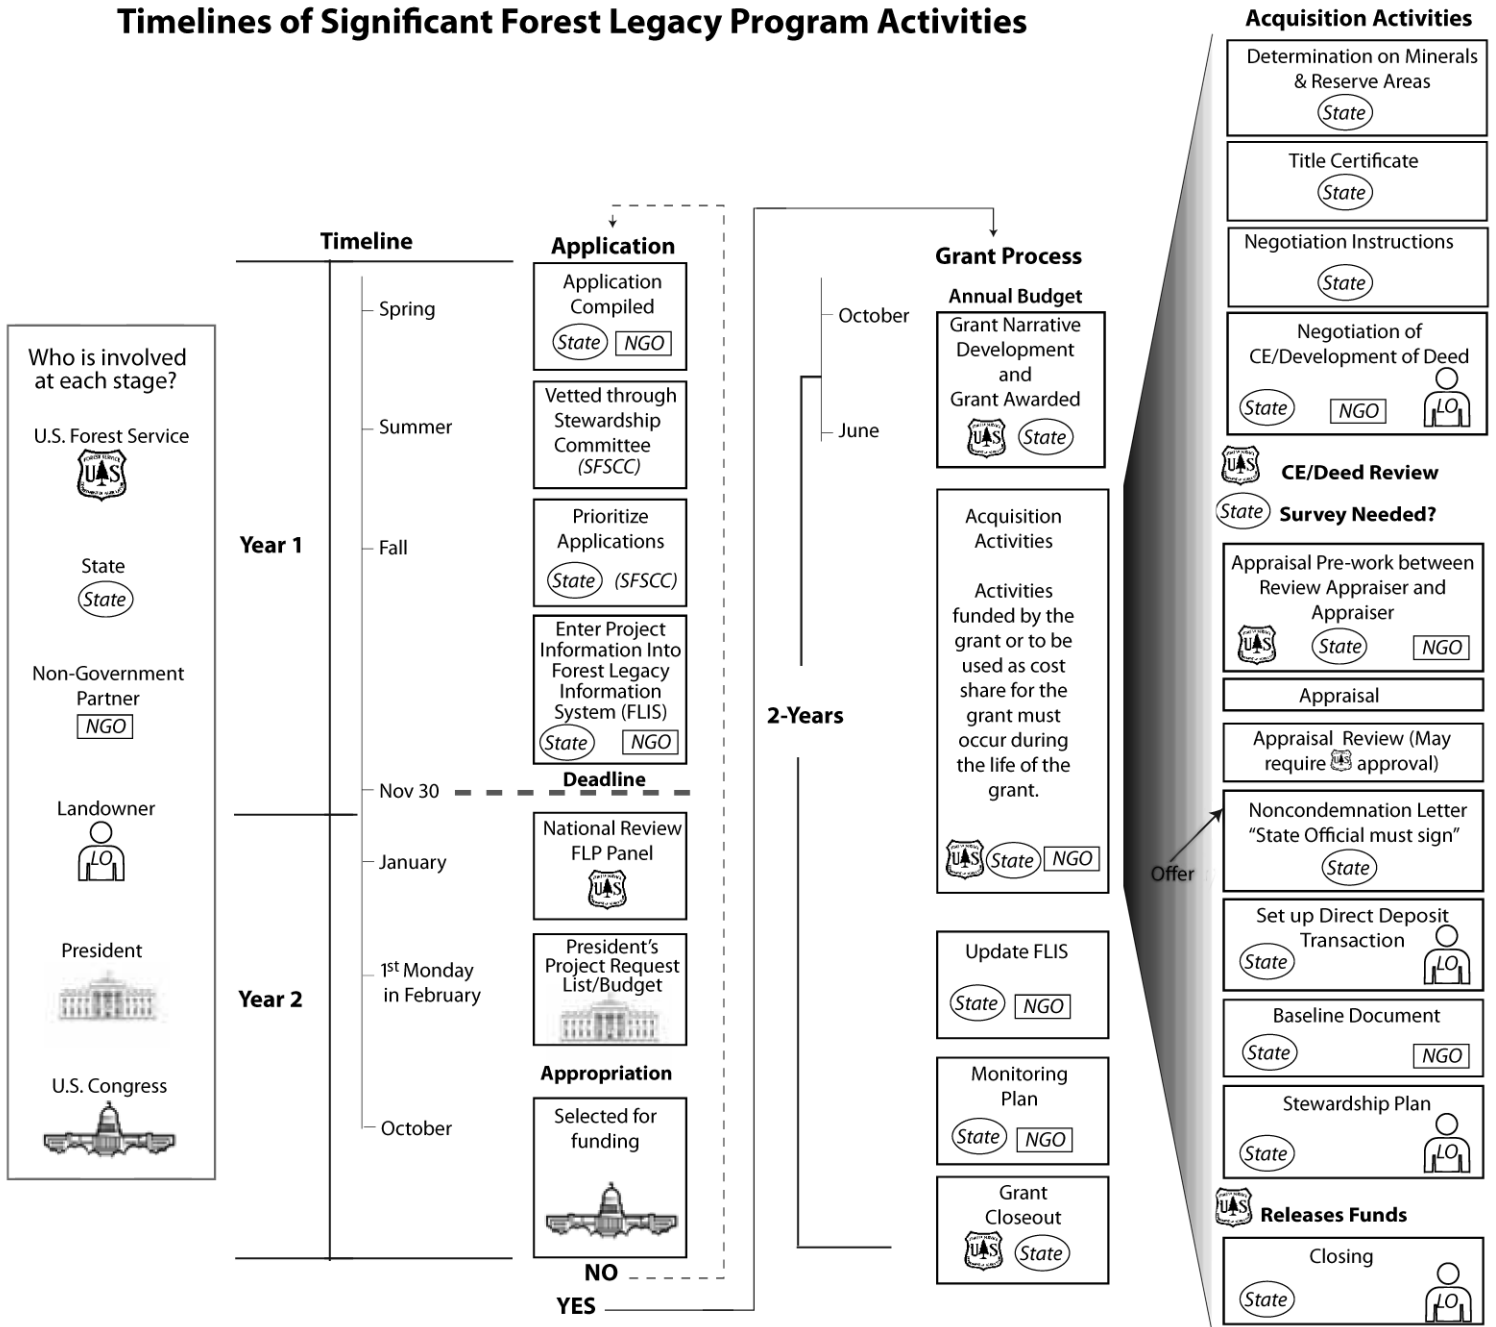 Timelines of Significant Forest Legacy Program Activities
Who is involved
at each stage?
U.S. Forest Service
U S
State
State
Non-Government
Partner
NGO
Landowner
LO
President
U.S. Congress
Timeline
Year 1
Year 2
Spring
Summer
Fall
Nov 30
January
1st Monday
in February
October
Application
Application
Compiled
State NGO
Vetted through
Stewardship
Committee
(SFSCC)
Prioritize
Applications
State (SFSCC)
Enter Project
Information Into
Forest Legacy
Information
System (FLIS)
State NGO
Deadline
National Review
FLP Panel
U S
President's
Project Request
List/Budget
Appropriation
Selected for
funding
NO
YES
October
June
2-Years
Grant Process
Annual Budget
Grant Narrative
Development
and
Grant Awarded
U S State
Acquisition
Activities
Activities
funded by the
grant or to be
used as cost
share for the
grant must
occur during
the life of the
grant.
U S State NGO
Update FLIS
State NGO
Monitoring
Plan
State NGO
Grant
Closeout
U S State
Acquisition Activities
Determination on Minerals
& Reserve Areas
State
Title Certificate
State
Negotiation Instructions
State
Negotiation of
CE/Development of Deed
State NGO LO
U S CE/Deed Review
State Survey Needed?
Appraisal Pre-work between
Review Appraiser and
Appraiser
U S State NGO
Appraisal
Appraisal Review (May
require U S approval)
Offer
Noncondemnation Letter
"State Official must sign"
State
Set up Direct Deposit
Transaction
State LO
Baseline Document
State NGO
Stewardship Plan
State LO
U S Releases Funds
Closing
State LO